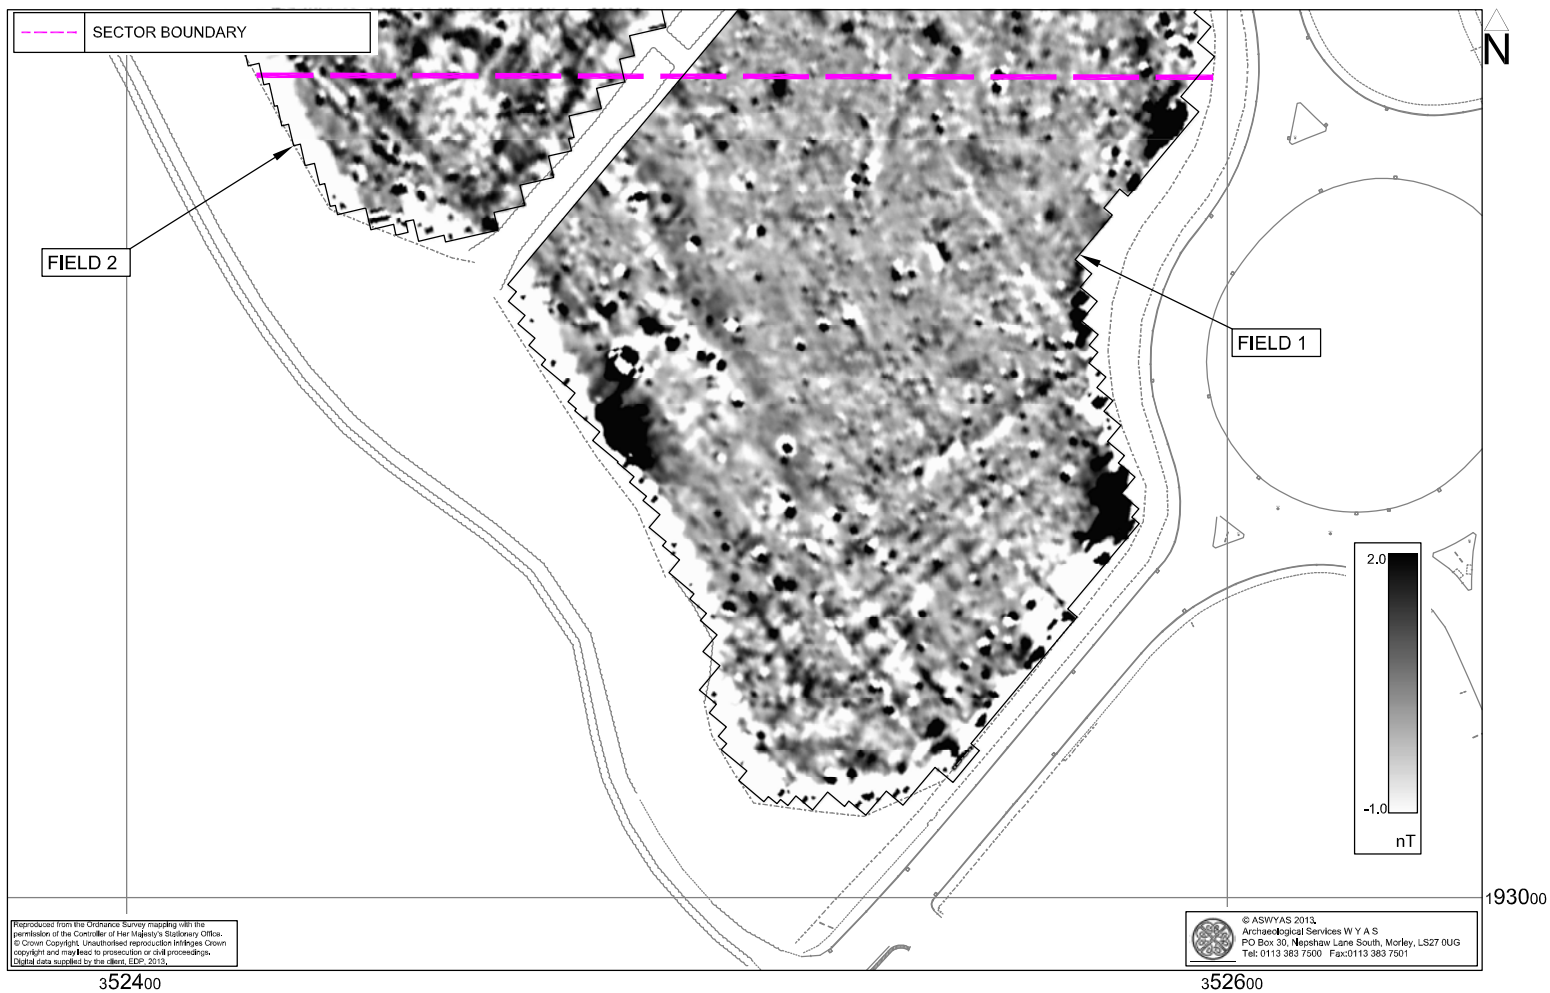 SECTOR BOUNDARY
N
FIELD 2
FIELD 1
2.0
-1.0
nT
193000
Reproduced from the Ordnance Survey mapping with the
permission of the Controller of Her Majesty's Stationary Office.
© Crown Copyright. Unauthorised reproduction infringes Crown
copyright and may lead to prosecution or civil proceedings.
Digital data supplied by the client, EDP, 2013.
© ASWYAS 2013.
Archaeological Services W Y A S
PO Box 30, Nepshaw Lane South, Morley, LS27 0UG
Tel: 0113 383 7500 Fax:0113 383 7501
352400
352600